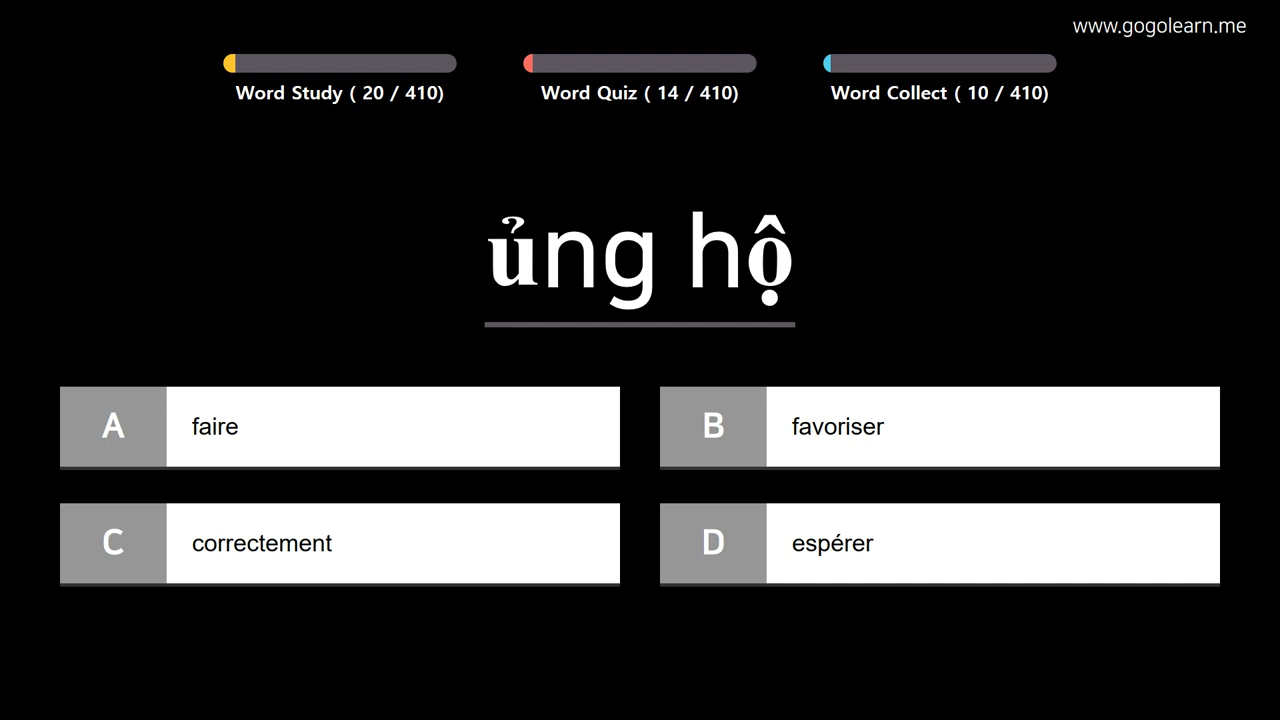 www.gogolearn.me
Word Study ( 20 / 410)
Word Quiz ( 14 / 410)
Word Collect ( 10 / 410)
ủng hộ
A faire
B favoriser
C correctement
D espérer